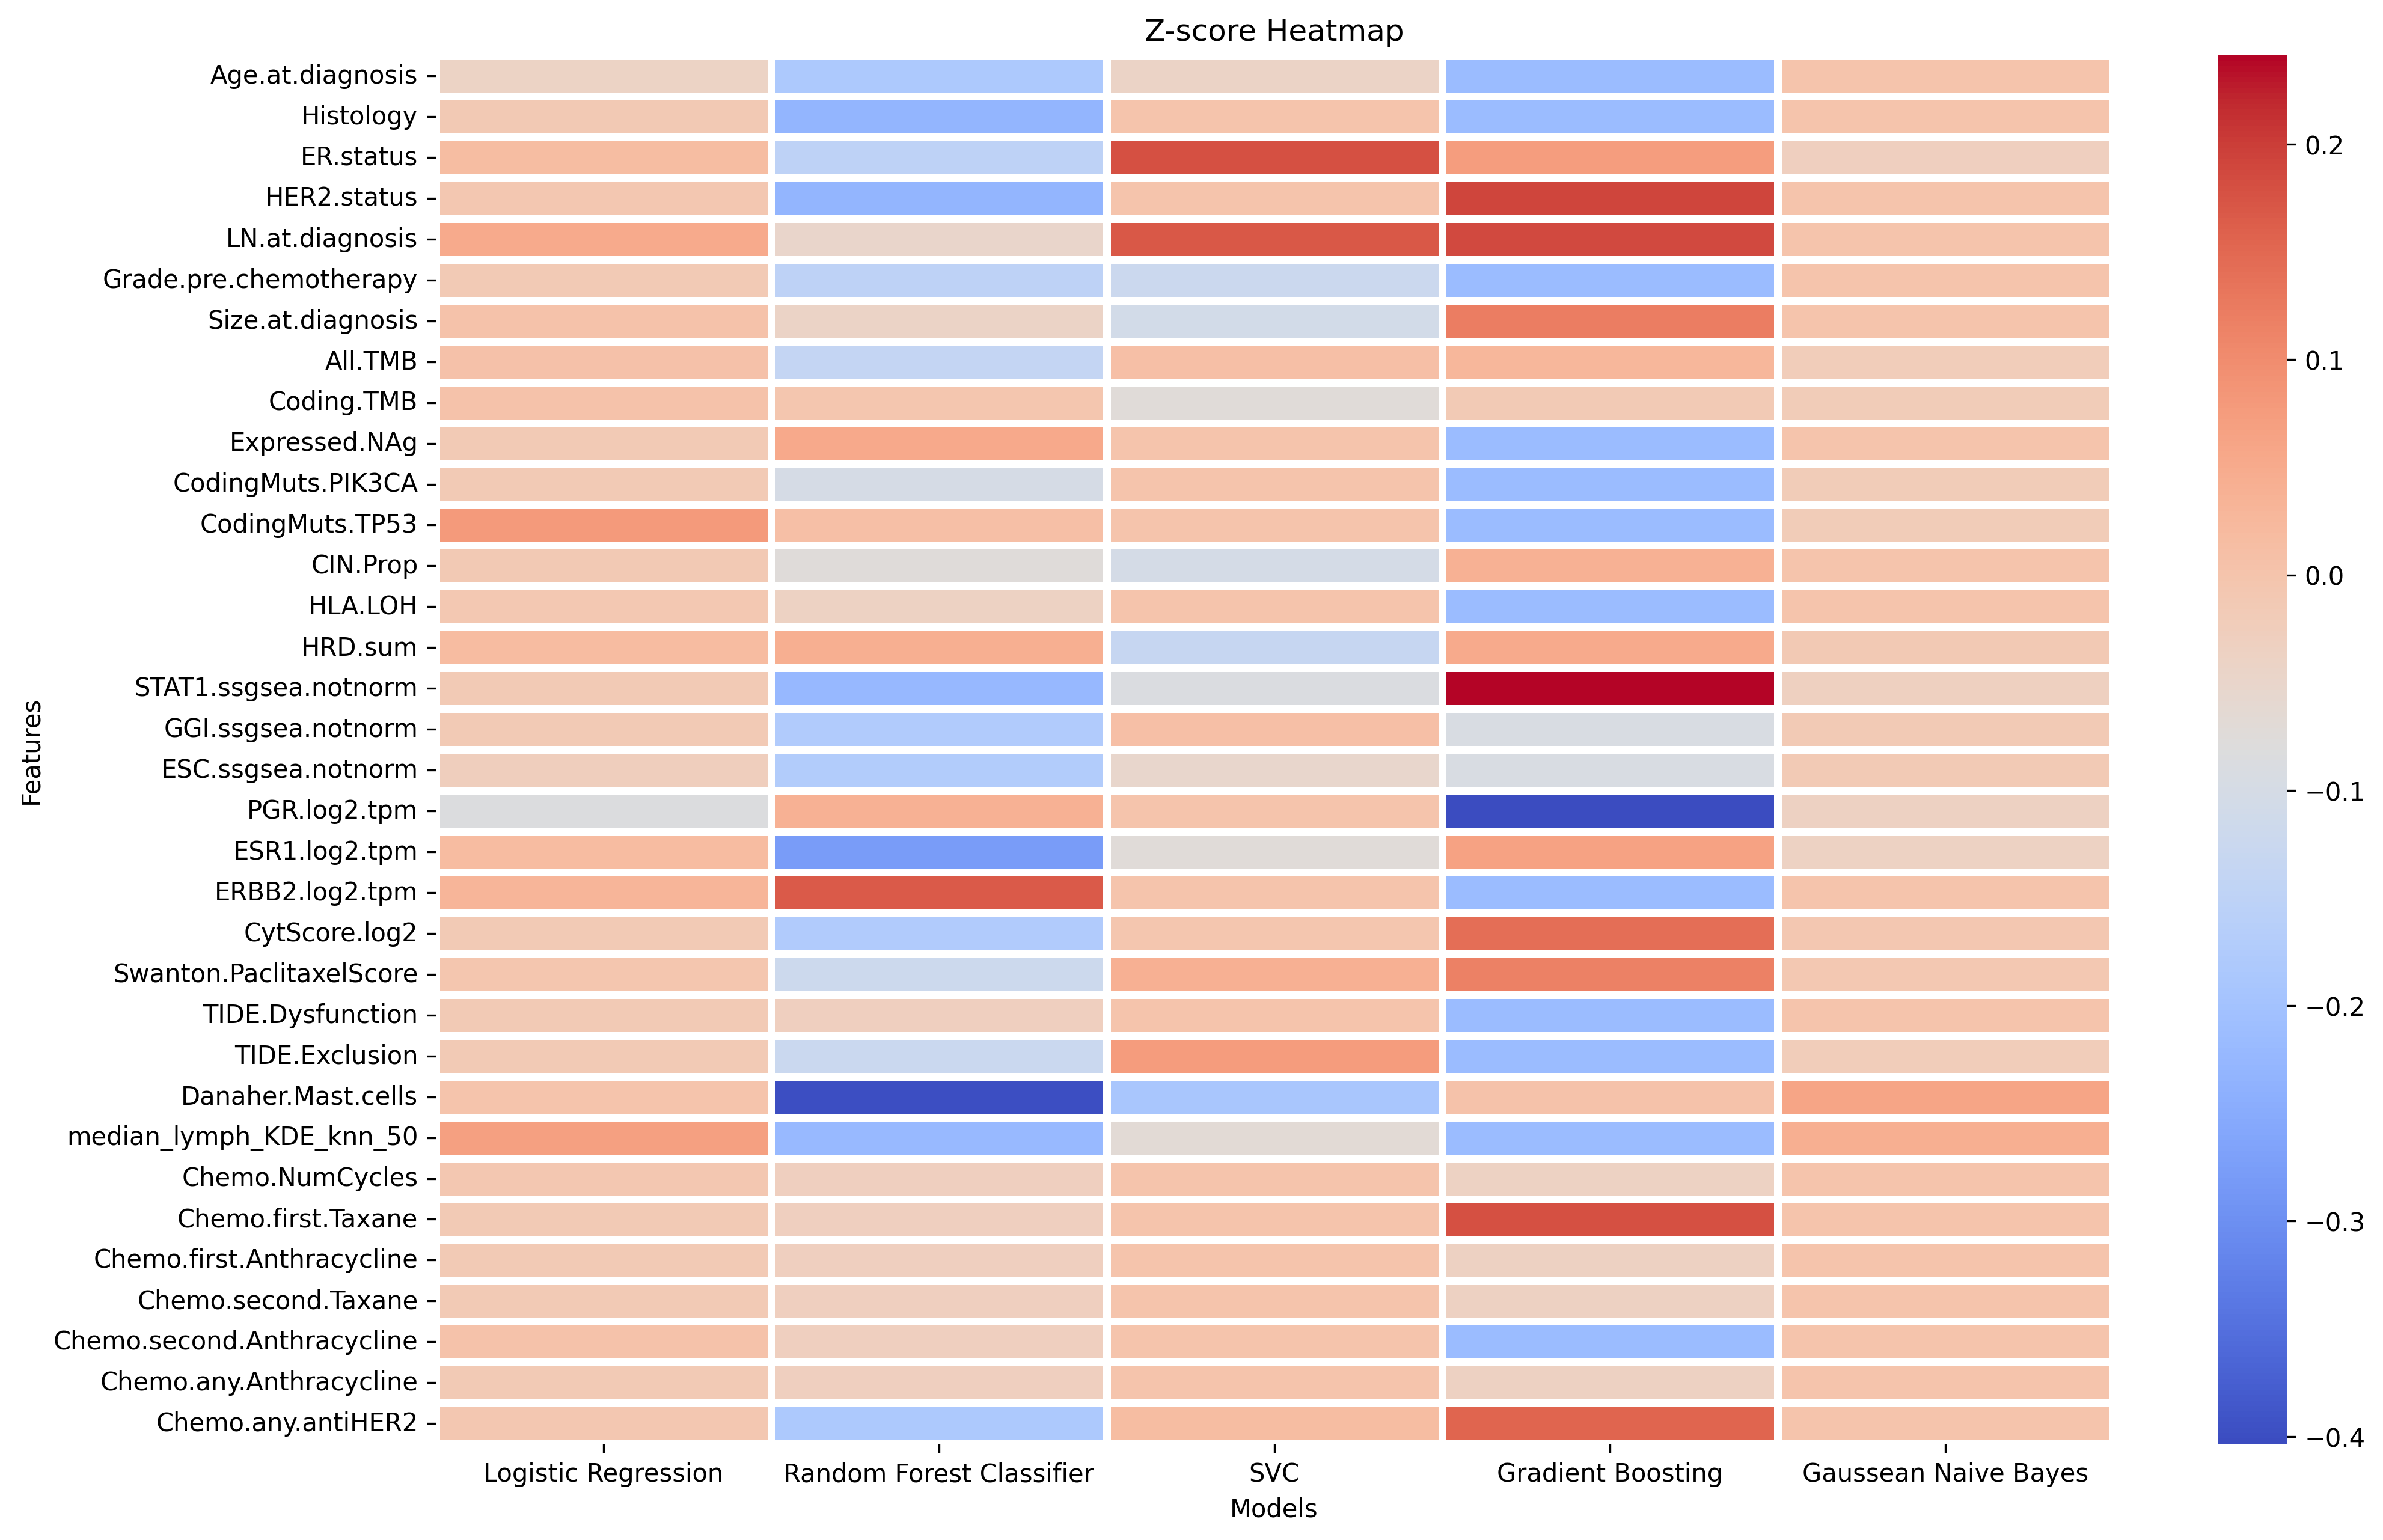 Z-score Heatmap
Features
Age.at.diagnosis
Histology
ER.status
HER2.status
LN.at.diagnosis
Grade.pre.chemotherapy
Size.at.diagnosis
All.TMB
Coding.TMB
Expressed.NAg
CodingMuts.PIK3CA
CodingMuts.TP53
CIN.Prop
HLA.LOH
HRD.sum
STAT1.ssgsea.notnorm
GGI.ssgsea.notnorm
ESC.ssgsea.notnorm
PGR.log2.tpm
ESR1.log2.tpm
ERBB2.log2.tpm
CytScore.log2
Swanton.PaclitaxelScore
TIDE.Dysfunction
TIDE.Exclusion
Danaher.Mast.cells
median_lymph_KDE_knn_50
Chemo.NumCycles
Chemo.first.Taxane
Chemo.first.Anthracycline
Chemo.second.Taxane
Chemo.second.Anthracycline
Chemo.any.Anthracycline
Chemo.any.antiHER2
Logistic Regression Random Forest Classifier SVC Gradient Boosting Gaussean Naive Bayes
Models
0.2
0.1
0.0
−0.1
−0.2
−0.3
−0.4